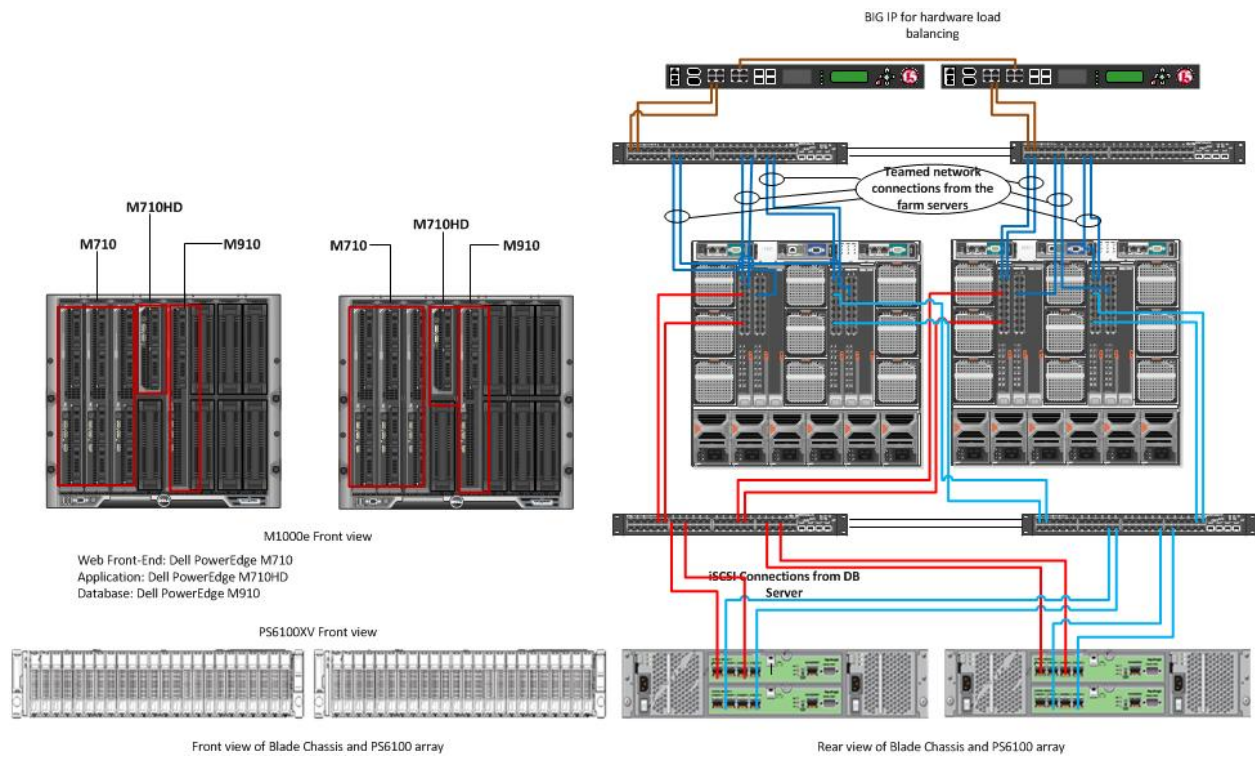 BIG IP for hardware load
balancing
Teamed network
connections from the
farm servers
M710HD
M710
M910
M710HD
M710
M910
M1000e Front view
Web Front-End: Dell PowerEdge M710
Application: Dell PowerEdge M710HD
Database: Dell PowerEdge M910
iSCSI Connections from DB
Server
PS6100XV Front view
Front view of Blade Chassis and PS6100 array
Rear view of Blade Chassis and PS6100 array